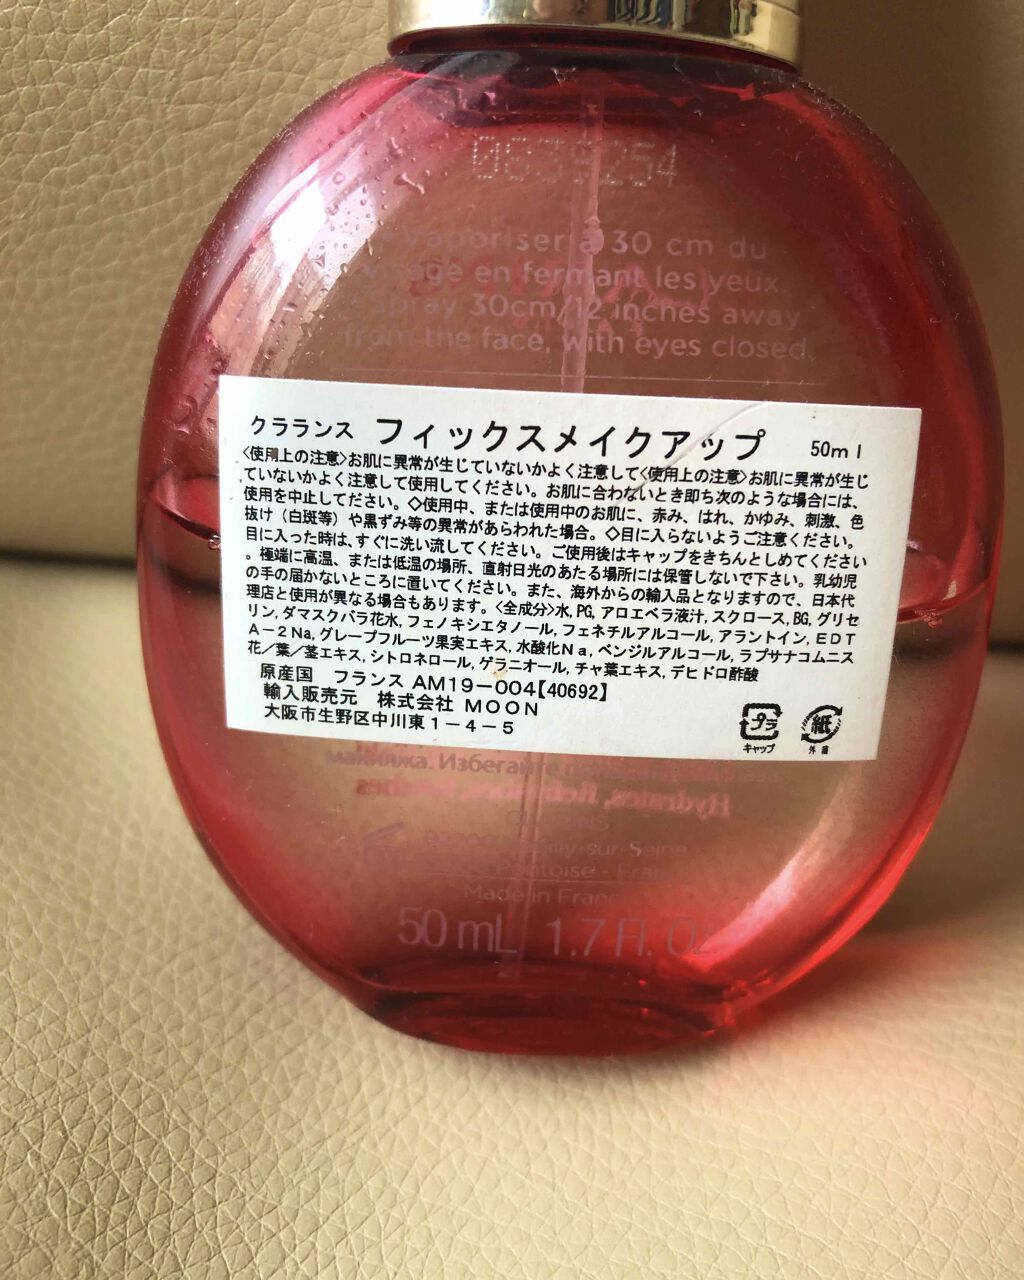 0839254
Vaporiser à 30 cm du
visage en fermant les yeux.
Spray 30cm/12 inches away
from the face, with eyes closed.
クラランス フィックスメイクアップ 50ml
<使用上の注意>お肌に異常が生じていないかよく注意して<使用上の注意>お肌に異常が生じ
ていないかよく注意して使用してください。お肌に合わないとき即ち次のような場合には、
使用を中止してださい。◇使用中、または使用中のお肌に、赤み、はれ、かゆみ、刺激、色
抜け(白斑等)や黒ずみ等の異常があらわれた場合。◇目に入らないようご注意ください。
目に入った時は、すぐに洗い流してください。ご使用後はキャップをきちんとしめてください
。極端に高温、または低温の場所、直射日光のあたる場所には保管しないで下さい。乳幼児
の手の届かないところに置いてください。また、海外からの輸入品となりますので、日本代
理店と使用が異なる場合もあります。<全成分>水, PG, アロエベラ液汁, スクロース, BG, グリセ
リン, ダマスクバラ花水, フェノキシエタノール, フェネチルアルコール, アラントイン, EDT
A-2Na, グレープフルーツ果実エキス, 水酸化Na, ベンジルアルコール, ラプサナコムニス
花/葉/茎エキス, シトロネロール, ゲラニオール, チャ葉エキス, デヒドロ酢酸
原産国 フランス AM19-004【40692】
輸入販売元 株式会社 MOON
大阪市生野区中川東1-4-5
プラ
キャップ
紙
外箱
макияжа. Избегайте
Hydrates, Refreshes, Soothes
sur-Seine
Pontoise - France
Made in France
50 mL 1.7 Fl. Oz